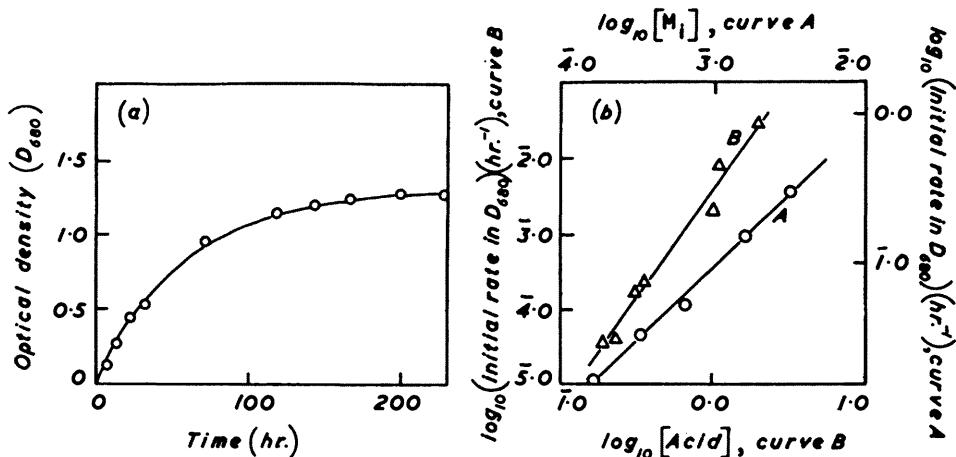 (a)
Optical density (D₆₈₀)
1·5
1·0
0·5
0
0
100
200
Time (hr.)
log₁₀[M₁], curve A
4̄·0
3̄·0
2̄·0
(b)
B
A
log₁₀(Initial rate in D₆₈₀)(hr.⁻¹), curve B
2̄·0
3̄·0
4̄·0
5̄·0
1̄·0
0·0
1·0
log₁₀[Acid], curve B
0·0
1̄·0
log₁₀(Initial rate in D₆₈₀)(hr.⁻¹), curve A